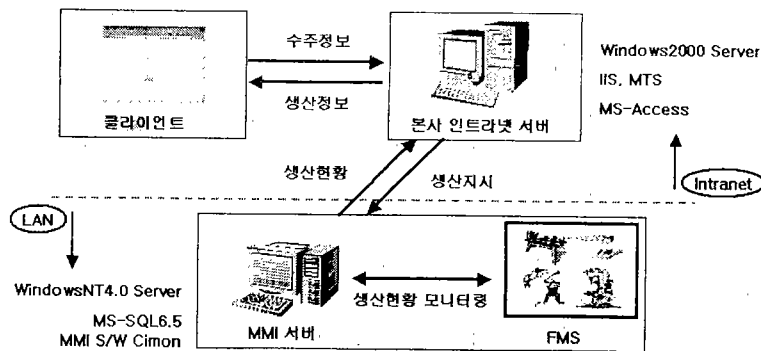 수주정보
생산정보
클라이언트
본사 인트라넷 서버
Windows2000 Server
IIS, MTS
MS-Access
생산현황
생산지시
Intranet
LAN
WindowsNT4.0 Server
MS-SQL6.5
MMI S/W Cimon
MMI 서버
생산현황 모니터링
FMS